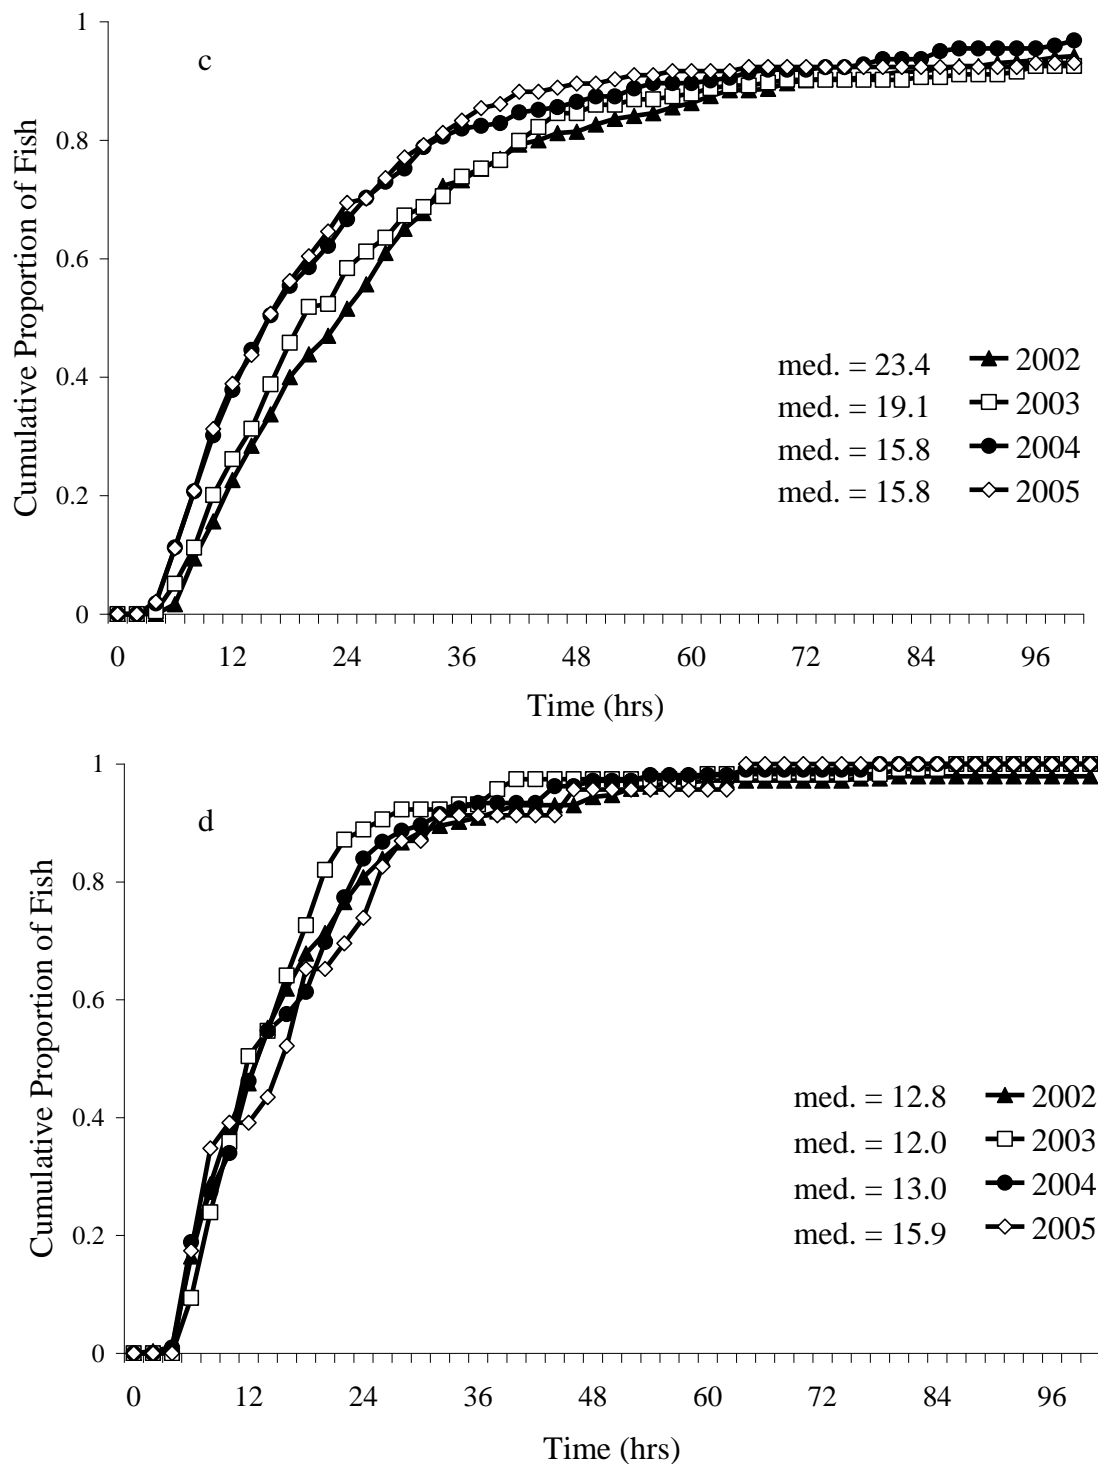 c
1
0.8
0.6
0.4
0.2
0
Cumulative Proportion of Fish
med. = 23.4 2002
med. = 19.1 2003
med. = 15.8 2004
med. = 15.8 2005
0 12 24 36 48 60 72 84 96
Time (hrs)
d
1
0.8
0.6
0.4
0.2
0
Cumulative Proportion of Fish
med. = 12.8 2002
med. = 12.0 2003
med. = 13.0 2004
med. = 15.9 2005
0 12 24 36 48 60 72 84 96
Time (hrs)